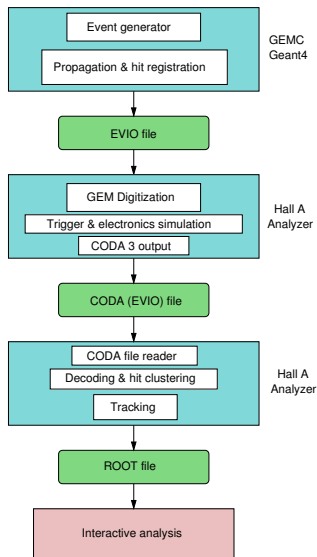 Event generator
Propagation & hit registration
GEMC
Geant4
EVIO file
GEM Digitization
Trigger & electronics simulation
CODA 3 output
Hall A
Analyzer
CODA (EVIO) file
CODA file reader
Decoding & hit clustering
Tracking
Hall A
Analyzer
ROOT file
Interactive analysis